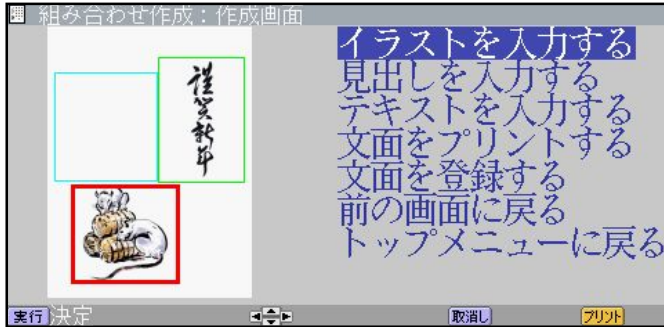 組み合わせ作成：作成画面
謹賀新年
イラストを入力する
見出しを入力する
テキストを入力する
文面をプリントする
文面を登録する
前の画面に戻る
トップメニューに戻る
実行 決定
取消し
プリント